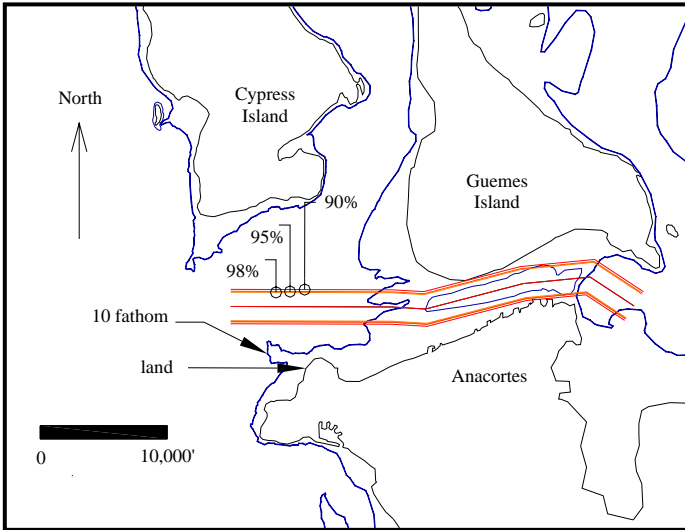 North
Cypress
Island
Guemes
Island
90%
95%
98%
10 fathom
land
Anacortes
0
10,000'